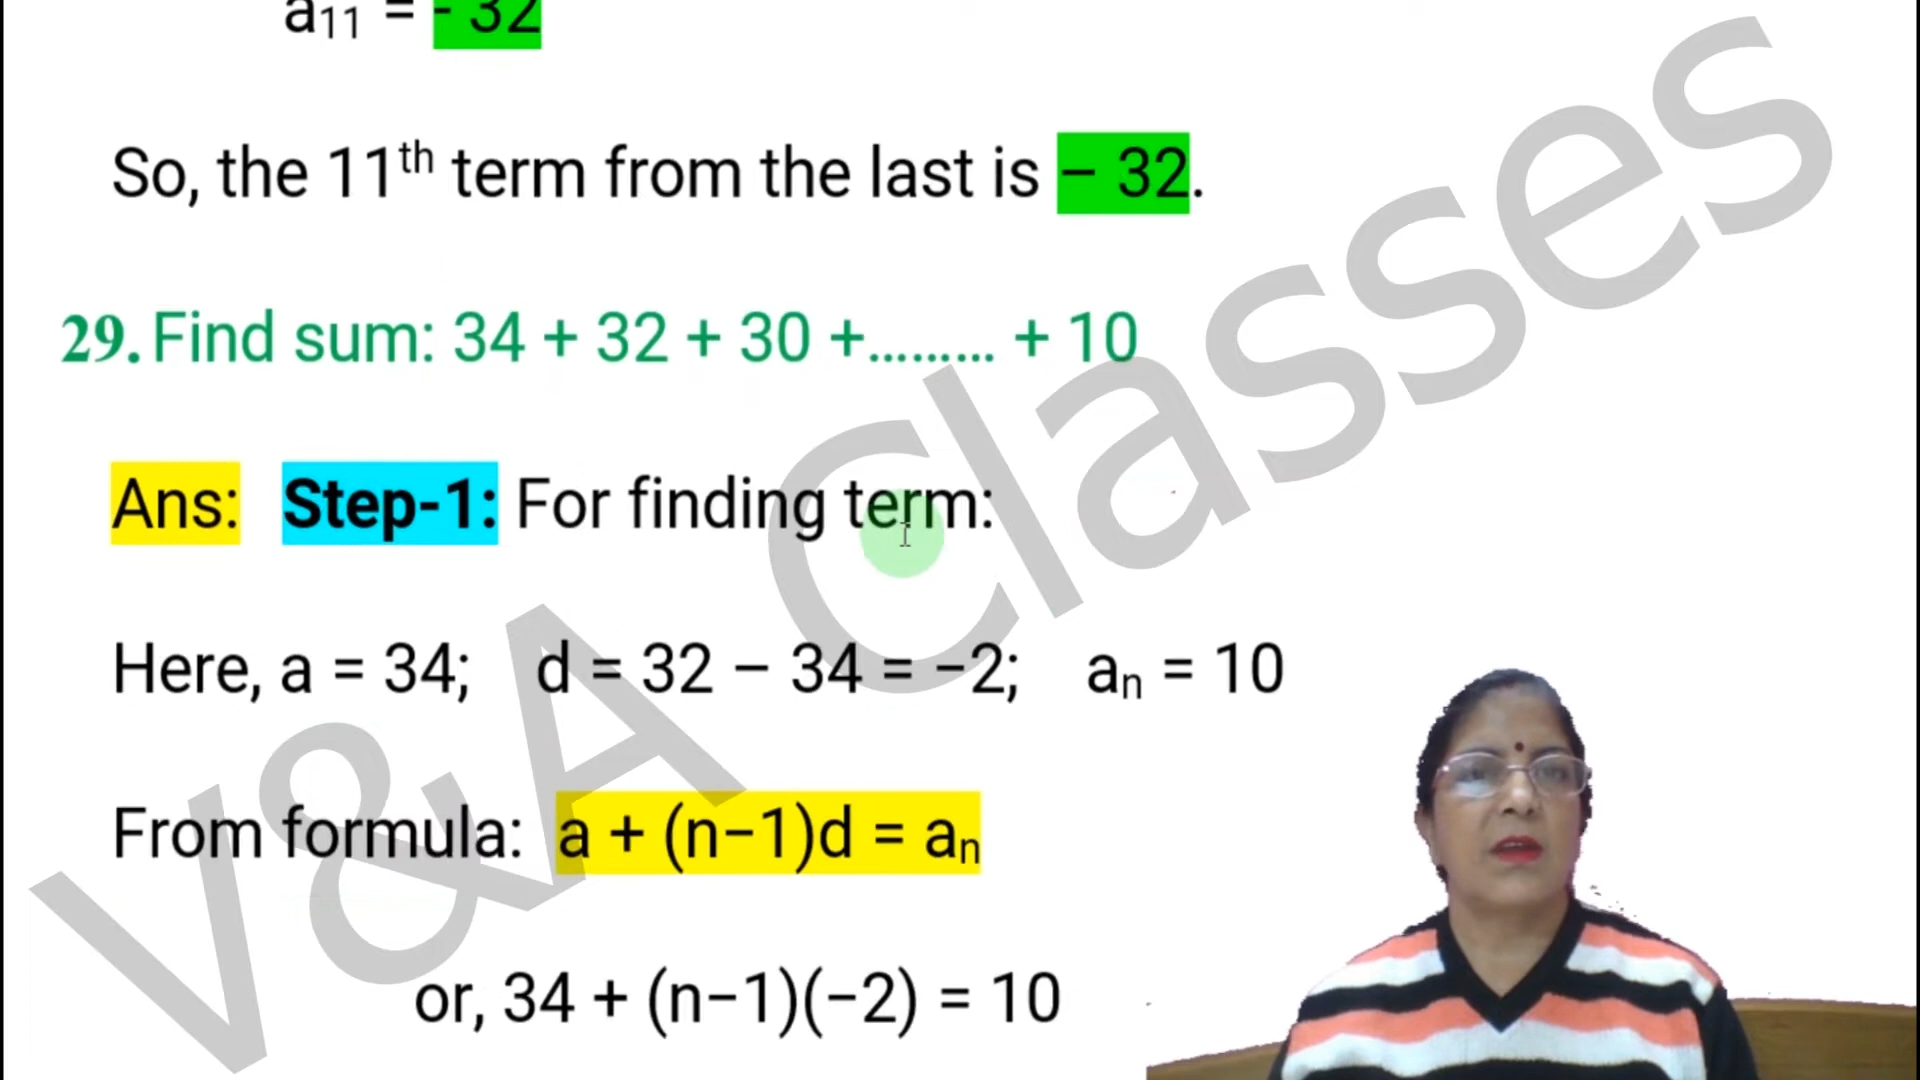 a₁₁ = - 32
So, the 11ᵗʰ term from the last is – 32.
29. Find sum: 34 + 32 + 30 +......... + 10
Ans: Step-1: For finding term:
Here, a = 34; d = 32 – 34 = –2; aₙ = 10
From formula: a + (n–1)d = aₙ
or, 34 + (n–1)(–2) = 10
V&A Classes